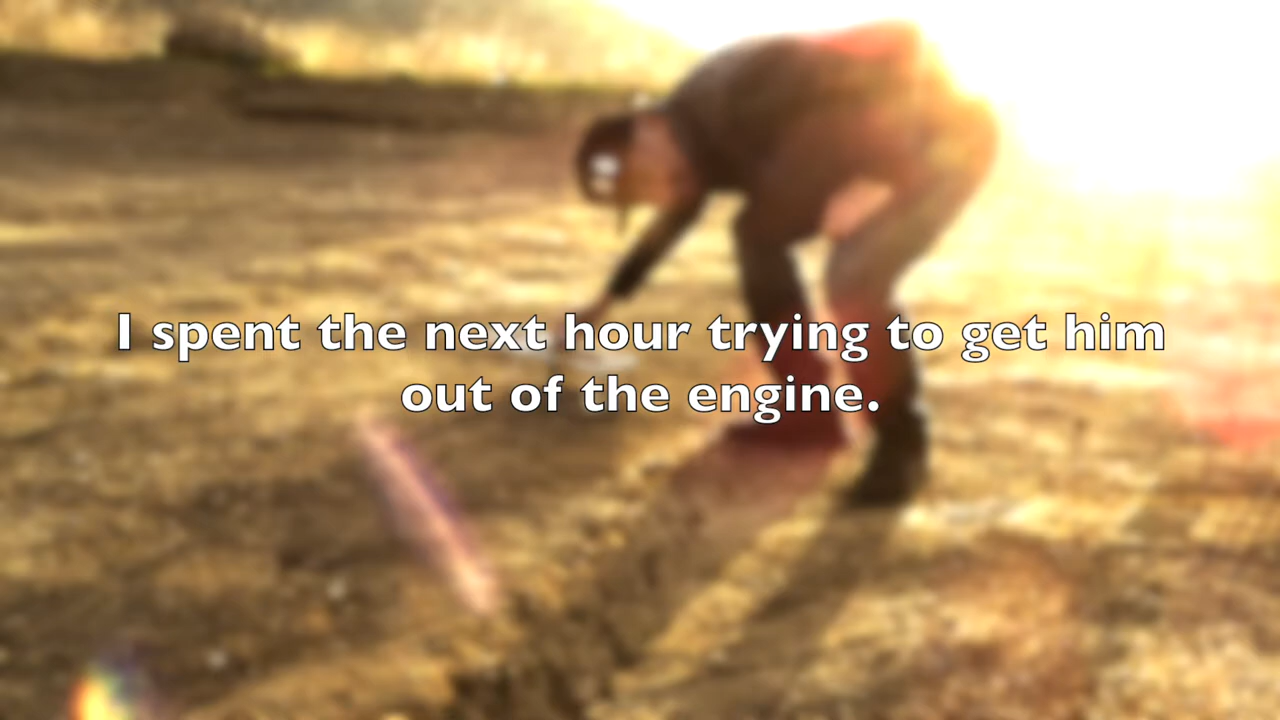 I spent the next hour trying to get him
out of the engine.